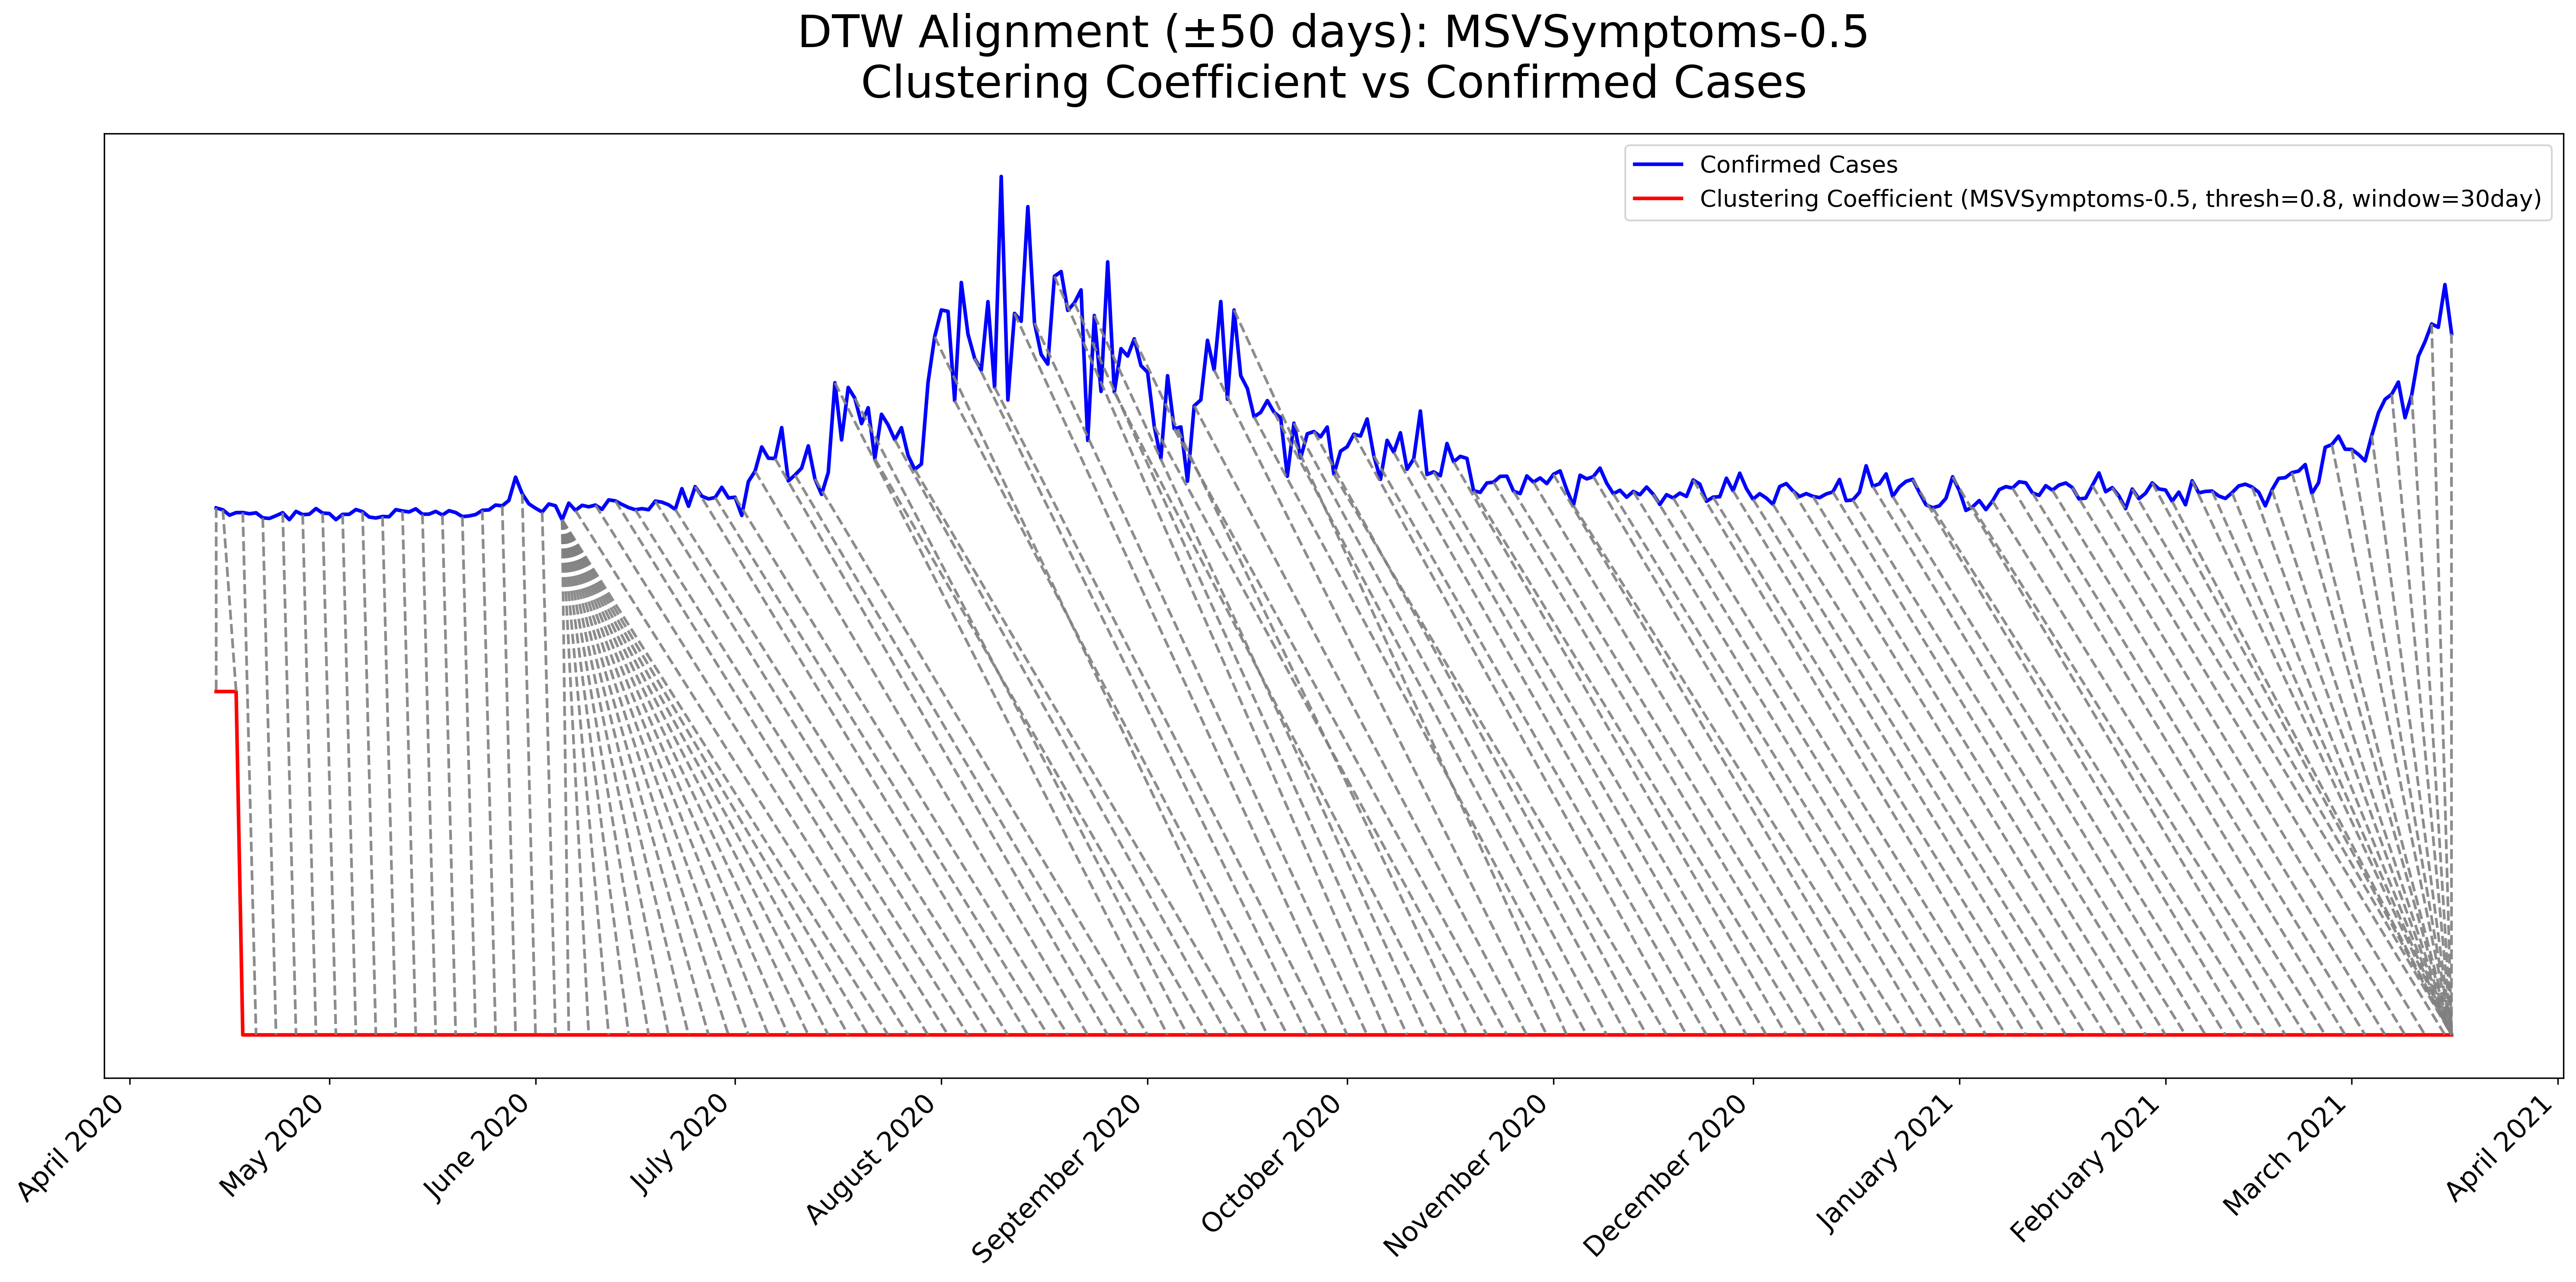 DTW Alignment (±50 days): MSVSymptoms-0.5
Clustering Coefficient vs Confirmed Cases
Confirmed Cases
Clustering Coefficient (MSVSymptoms-0.5, thresh=0.8, window=30day)
April 2020
May 2020
June 2020
July 2020
August 2020
September 2020
October 2020
November 2020
December 2020
January 2021
February 2021
March 2021
April 2021